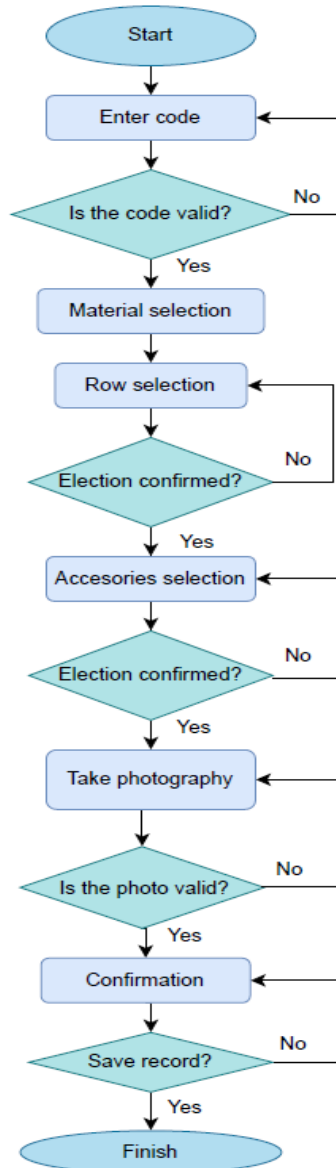 Start
Enter code
Is the code valid?
No
Yes
Material selection
Row selection
Election confirmed?
No
Yes
Accesories selection
Election confirmed?
No
Yes
Take photography
Is the photo valid?
No
Yes
Confirmation
Save record?
No
Yes
Finish